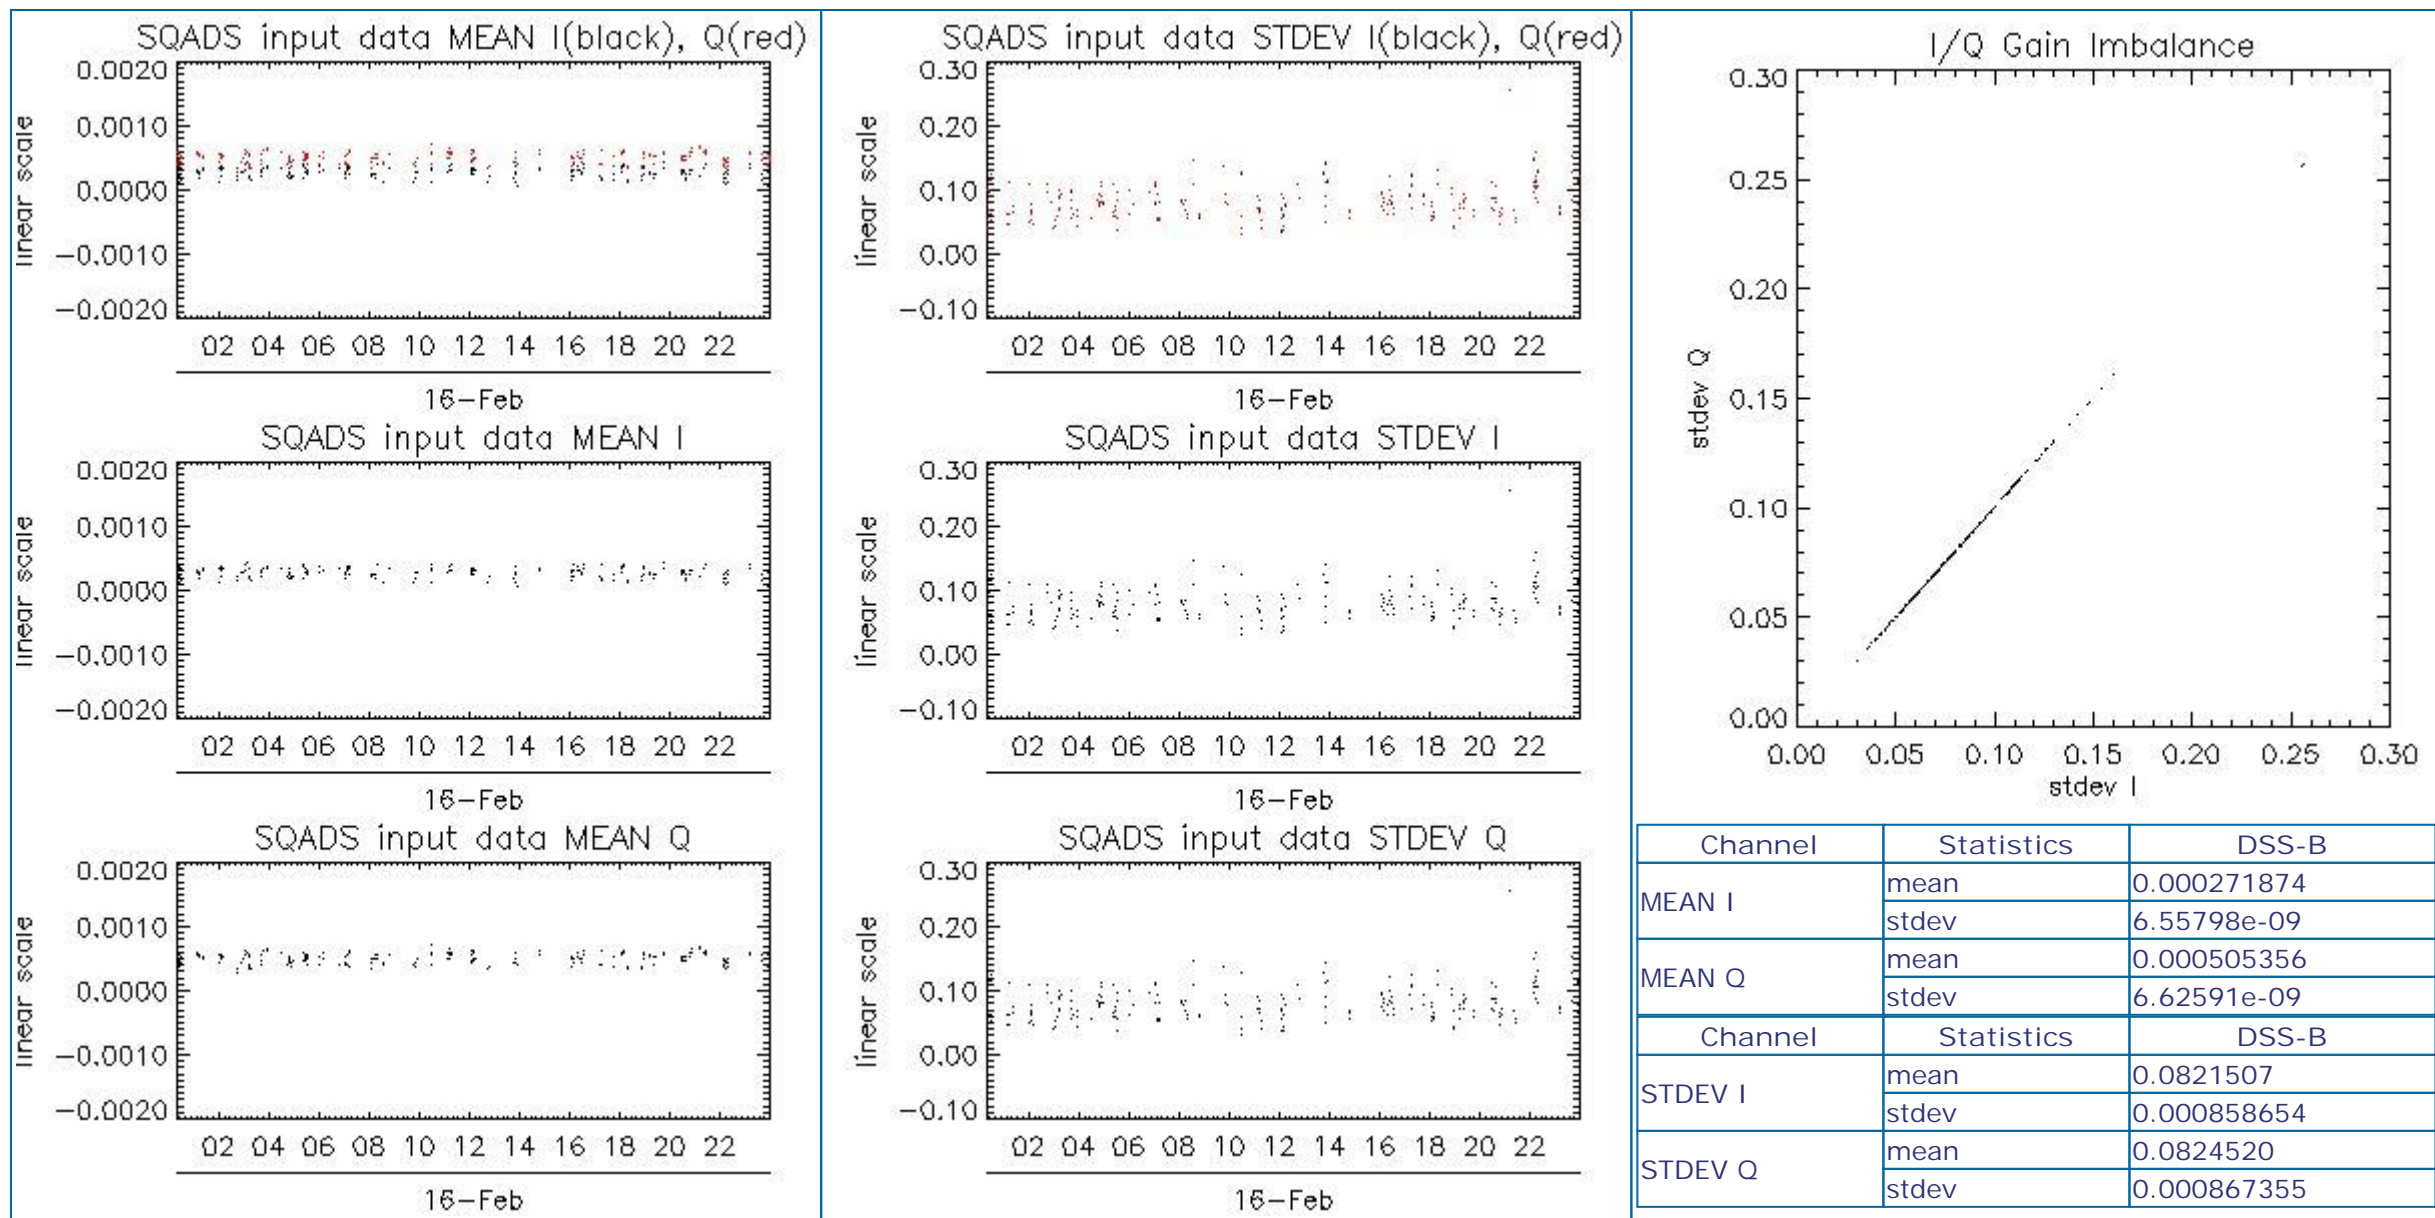 SQADS input data MEAN I(black), Q(red)
linear scale
0.0020
0.0010
0.0000
-0.0010
-0.0020
02 04 06 08 10 12 14 16 18 20 22
16-Feb
SQADS input data MEAN I
linear scale
0.0020
0.0010
0.0000
-0.0010
-0.0020
02 04 06 08 10 12 14 16 18 20 22
16-Feb
SQADS input data MEAN Q
linear scale
0.0020
0.0010
0.0000
-0.0010
-0.0020
02 04 06 08 10 12 14 16 18 20 22
16-Feb
SQADS input data STDEV I(black), Q(red)
linear scale
0.30
0.20
0.10
0.00
-0.10
02 04 06 08 10 12 14 16 18 20 22
16-Feb
SQADS input data STDEV I
linear scale
0.30
0.20
0.10
0.00
-0.10
02 04 06 08 10 12 14 16 18 20 22
16-Feb
SQADS input data STDEV Q
linear scale
0.30
0.20
0.10
0.00
-0.10
02 04 06 08 10 12 14 16 18 20 22
16-Feb
I/Q Gain Imbalance
stdev Q
0.30
0.25
0.20
0.15
0.10
0.05
0.00
0.00 0.05 0.10 0.15 0.20 0.25 0.30
stdev I
Channel Statistics DSS-B
MEAN I mean 0.000271874
stdev 6.55798e-09
MEAN Q mean 0.000505356
stdev 6.62591e-09
Channel Statistics DSS-B
STDEV I mean 0.0821507
stdev 0.000858654
STDEV Q mean 0.0824520
stdev 0.000867355